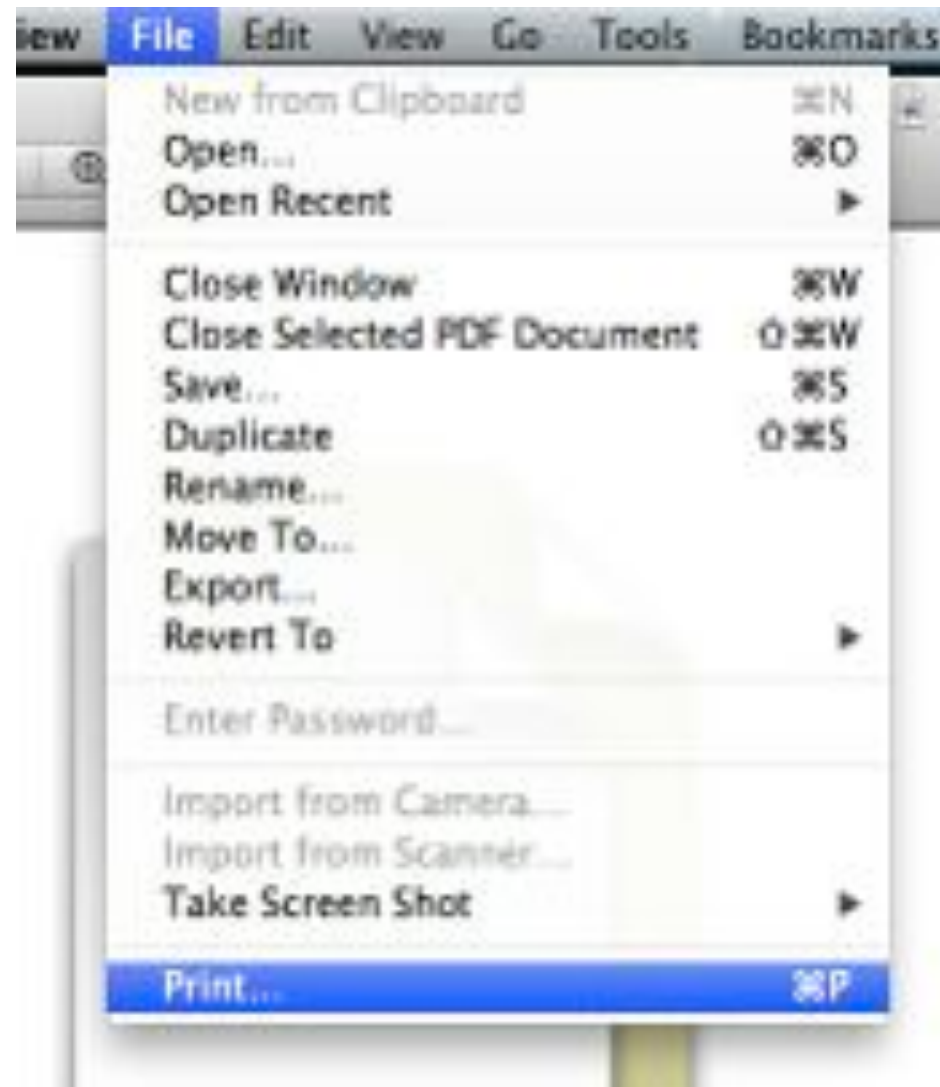 iew File Edit View Go Tools Bookmarks
New from Clipboard ⌘N
Open... ⌘O
Open Recent ▶
Close Window ⌘W
Close Selected PDF Document ⇧⌘W
Save... ⌘S
Duplicate ⇧⌘S
Rename...
Move To...
Export...
Revert To ▶
Enter Password...
Import from Camera...
Import from Scanner...
Take Screen Shot ▶
Print... ⌘P